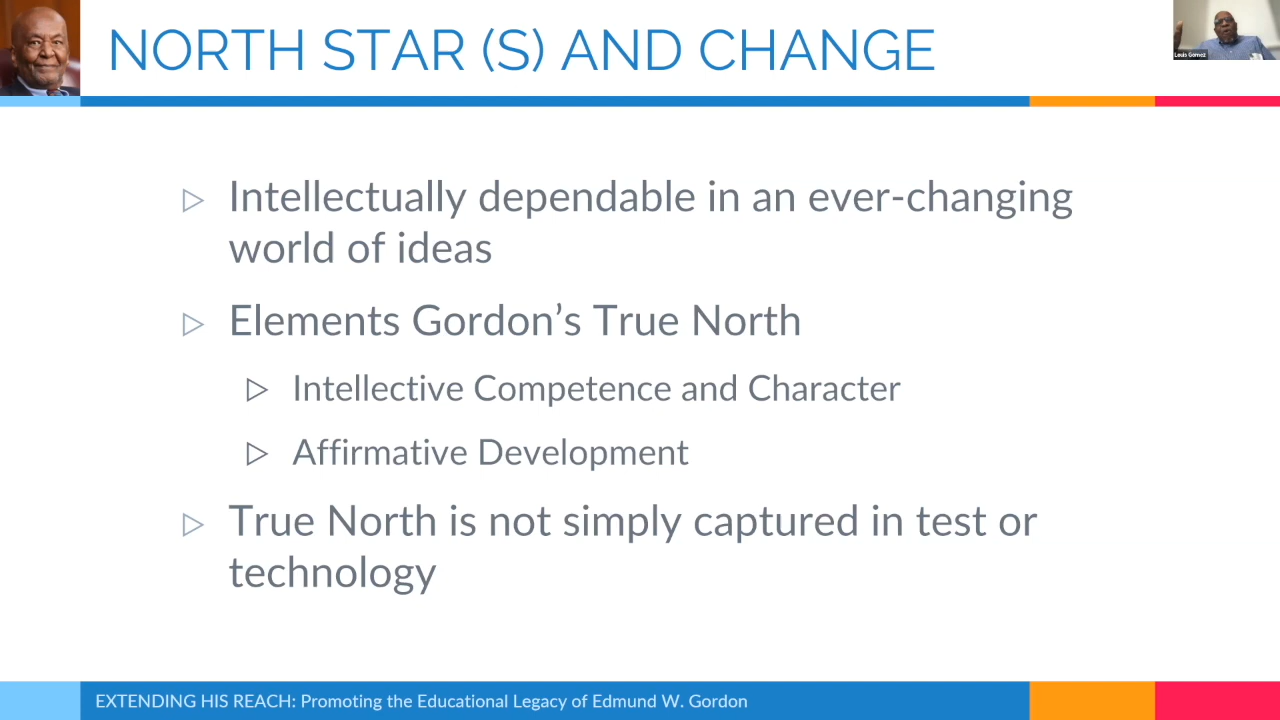 NORTH STAR (S) AND CHANGE
Louis Gomez
▷ Intellectually dependable in an ever-changing
world of ideas
▷ Elements Gordon’s True North
▷ Intellective Competence and Character
▷ Affirmative Development
▷ True North is not simply captured in test or
technology
EXTENDING HIS REACH: Promoting the Educational Legacy of Edmund W. Gordon